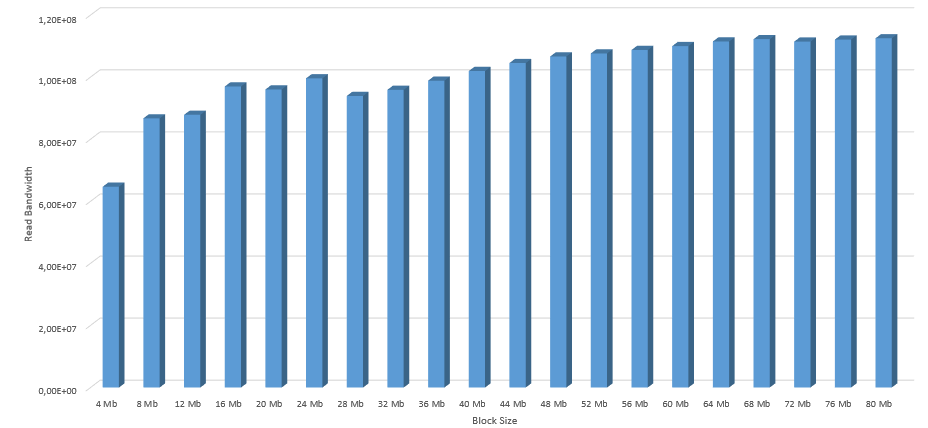 1,20E+08
1,00E+08
8,00E+07
6,00E+07
4,00E+07
2,00E+07
0,00E+00
Read Bandwidth
4 Mb 8 Mb 12 Mb 16 Mb 20 Mb 24 Mb 28 Mb 32 Mb 36 Mb 40 Mb 44 Mb 48 Mb 52 Mb 56 Mb 60 Mb 64 Mb 68 Mb 72 Mb 76 Mb 80 Mb
Block Size